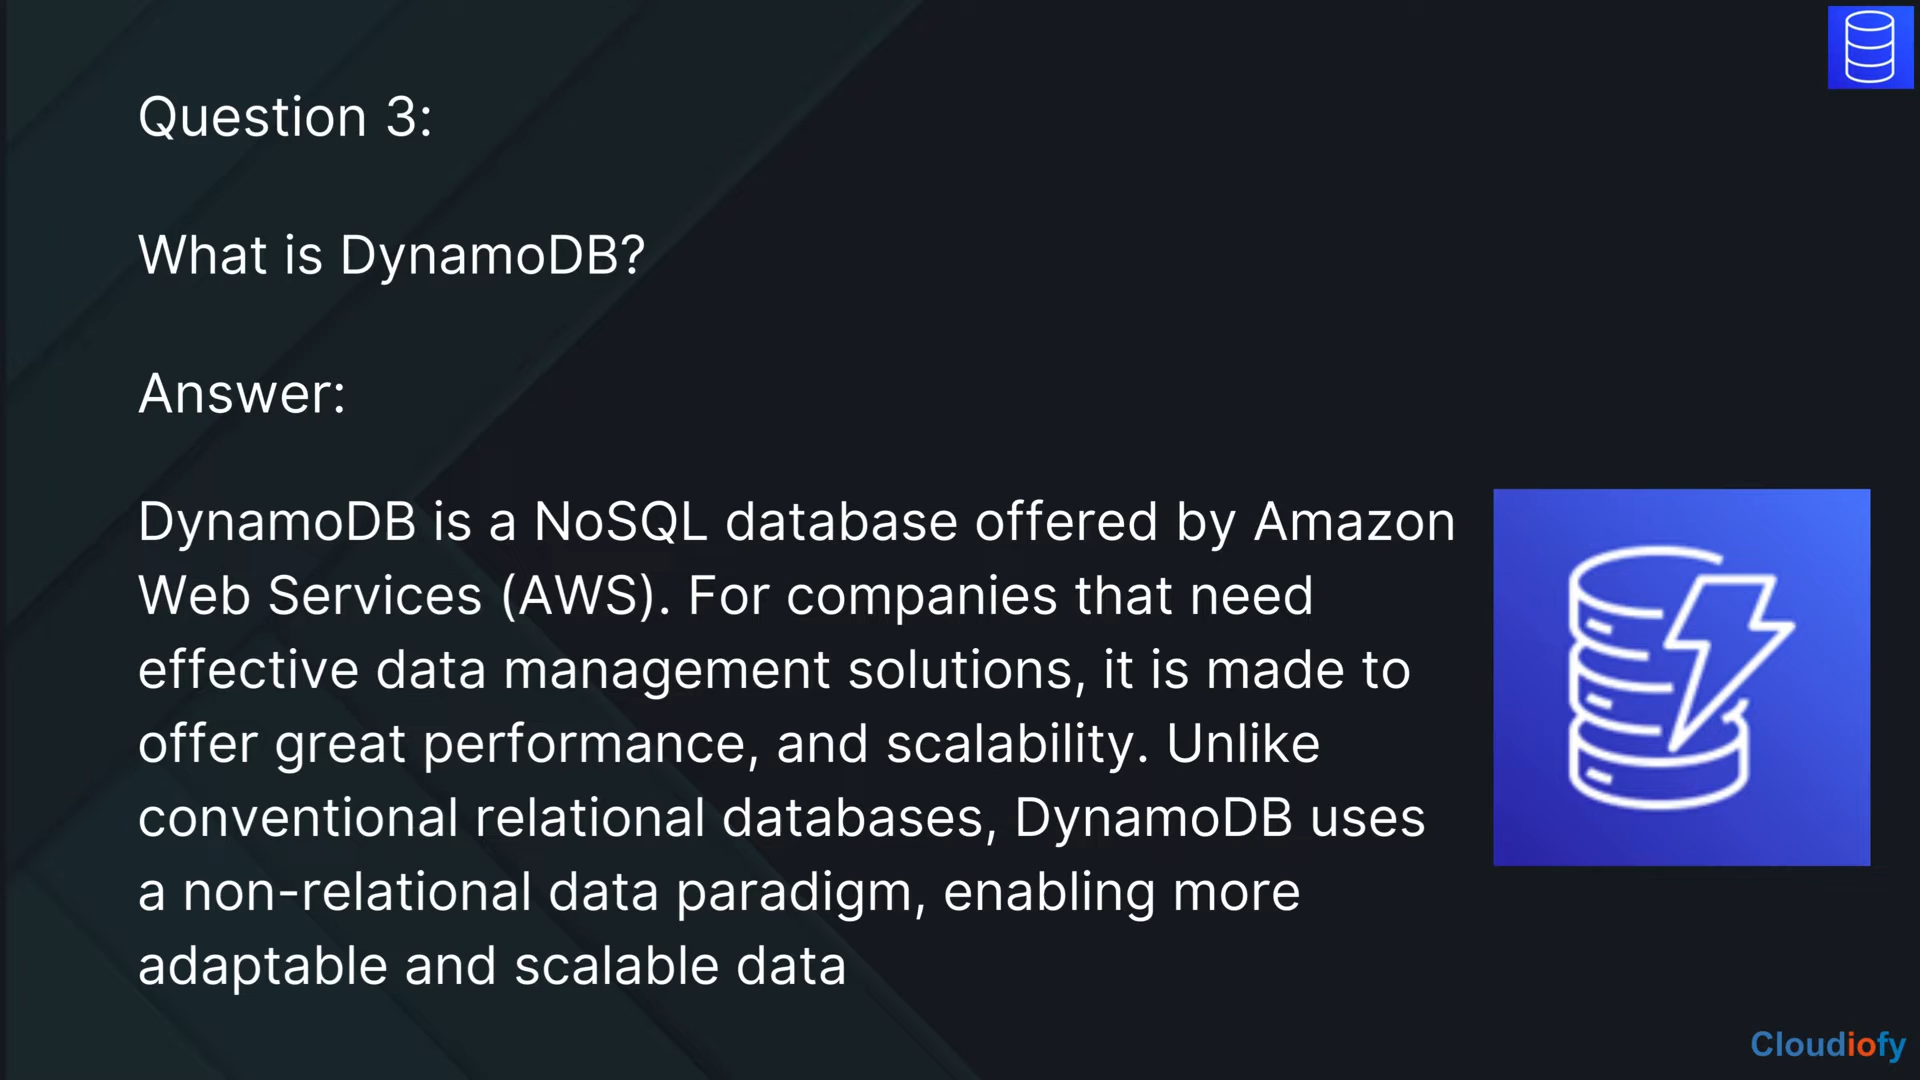 Question 3:
What is DynamoDB?
Answer:
DynamoDB is a NoSQL database offered by Amazon
Web Services (AWS). For companies that need
effective data management solutions, it is made to
offer great performance, and scalability. Unlike
conventional relational databases, DynamoDB uses
a non-relational data paradigm, enabling more
adaptable and scalable data
Cloudiofy